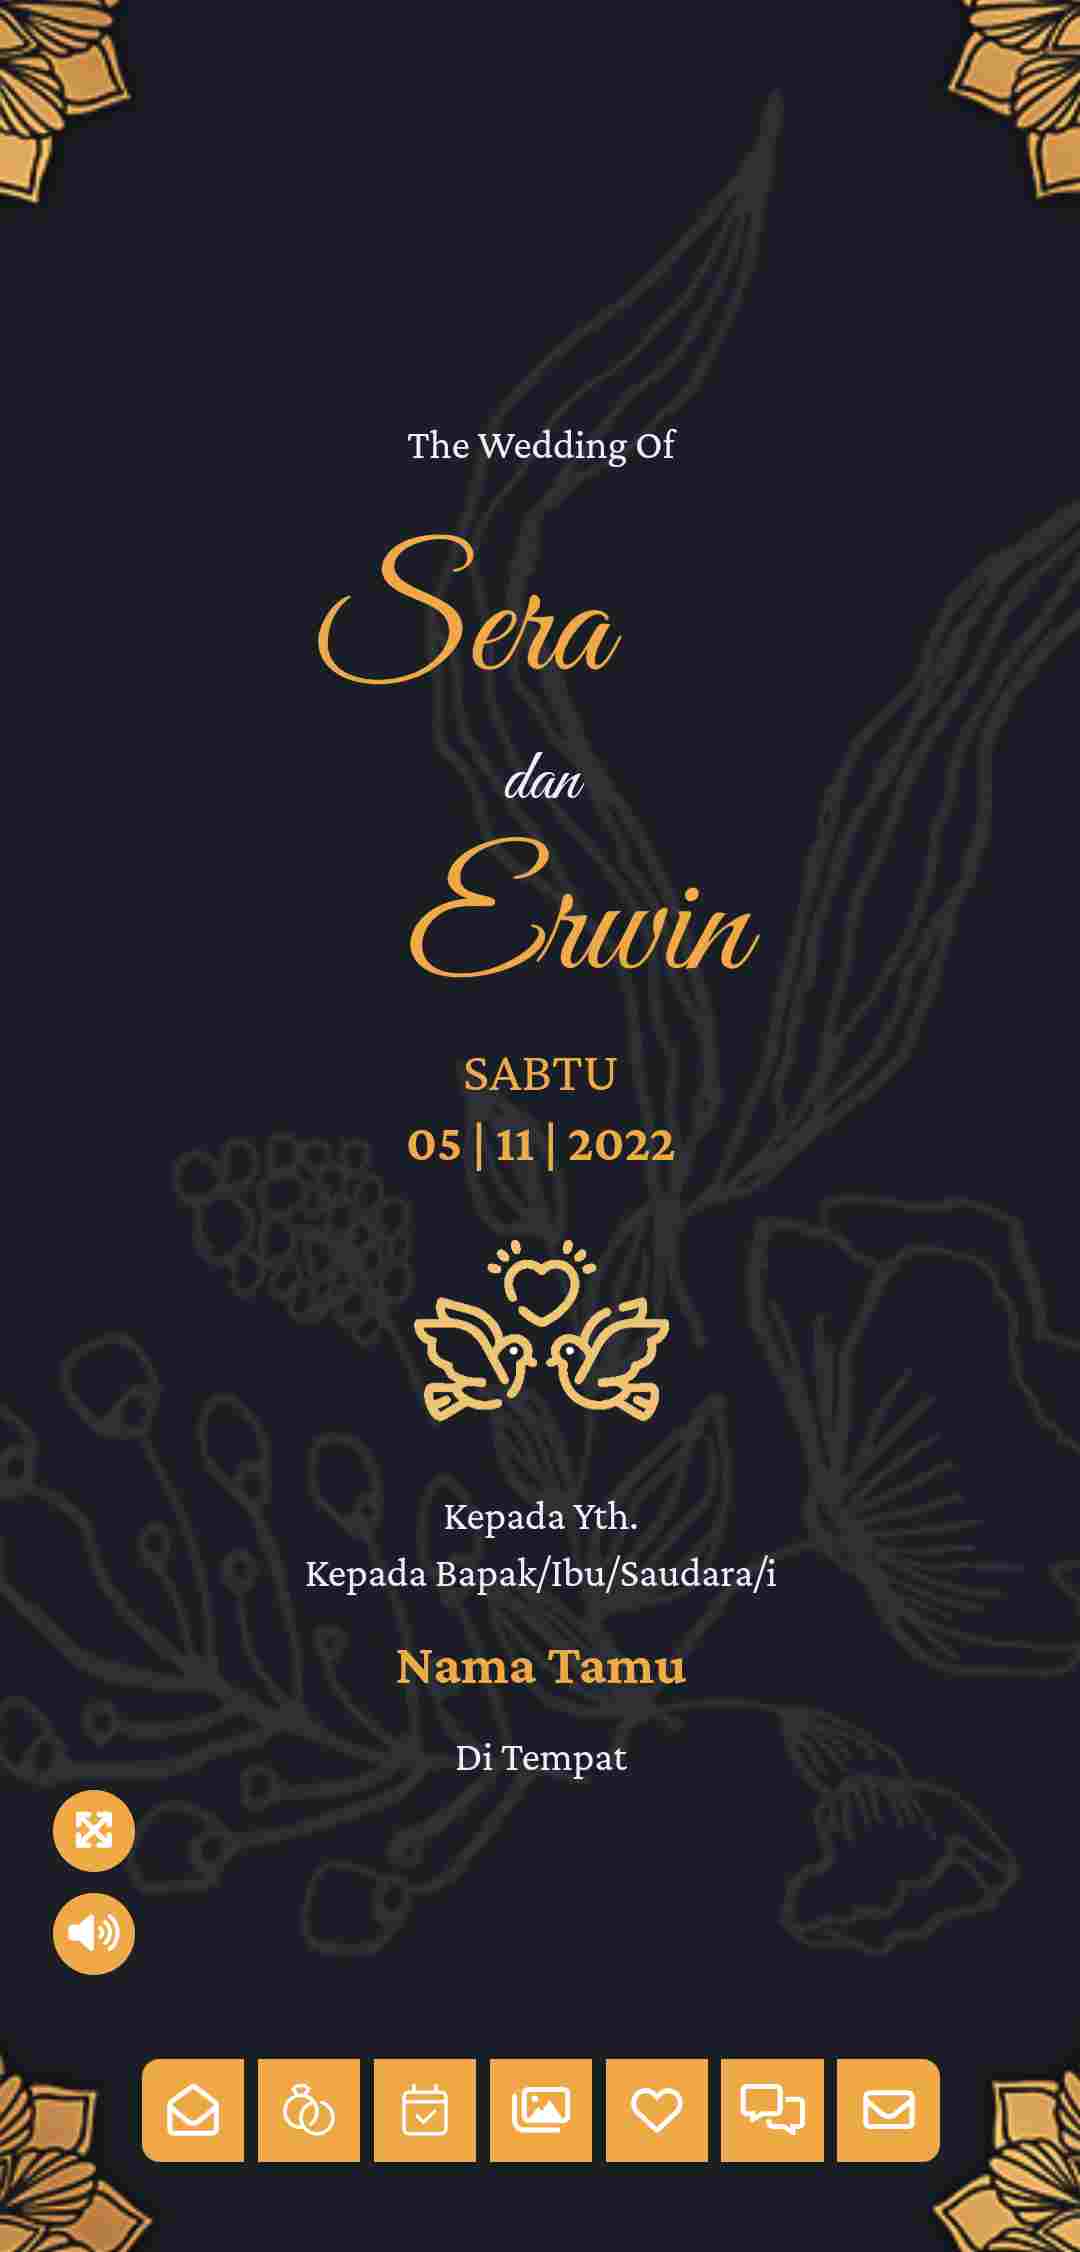 The Wedding Of
Sera
dan
Erwin
SABTU
05 | 11 | 2022
Kepada Yth.
Kepada Bapak/Ibu/Saudara/i
Nama Tamu
Di Tempat